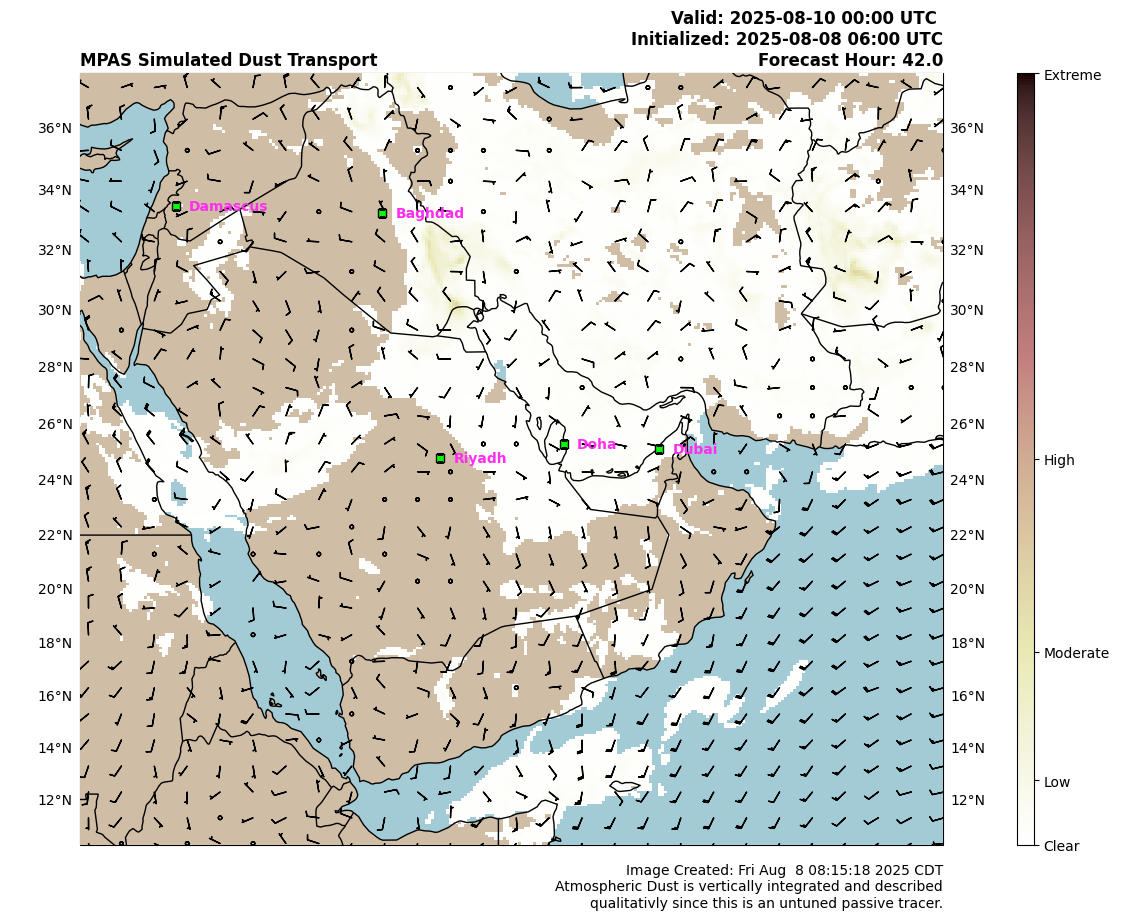 Valid: 2025-08-10 00:00 UTC
Initialized: 2025-08-08 06:00 UTC
MPAS Simulated Dust Transport Forecast Hour: 42.0
Extreme
36°N 36°N
34°N 34°N
Damascus
Baghdad
32°N 32°N
30°N 30°N
28°N 28°N
26°N 26°N
Doha
Dubai
Riyadh
High
24°N 24°N
22°N 22°N
20°N 20°N
18°N 18°N
Moderate
16°N 16°N
14°N 14°N
Low
12°N 12°N
Clear
Image Created: Fri Aug  8 08:15:18 2025 CDT
Atmospheric Dust is vertically integrated and described
qualitativly since this is an untuned passive tracer.